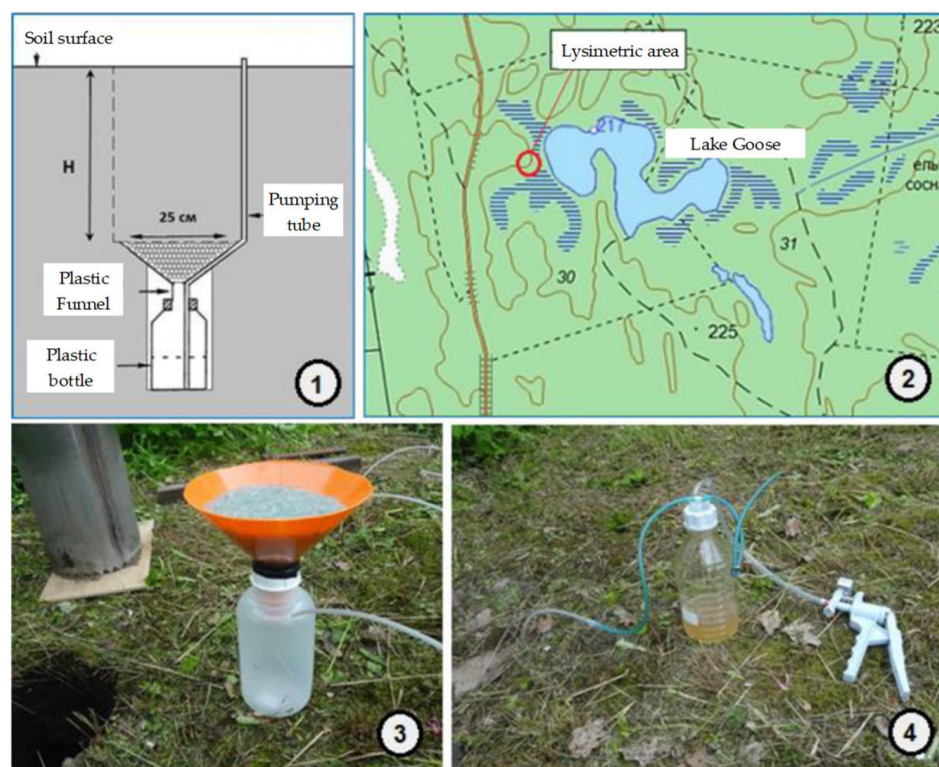 Soil surface
H
25 см
Pumping
tube
Plastic
Funnel
Plastic
bottle
1
Lysimetric area
2
223
217
Lake Goose
ель
сосн
31
30
225
2
3
4